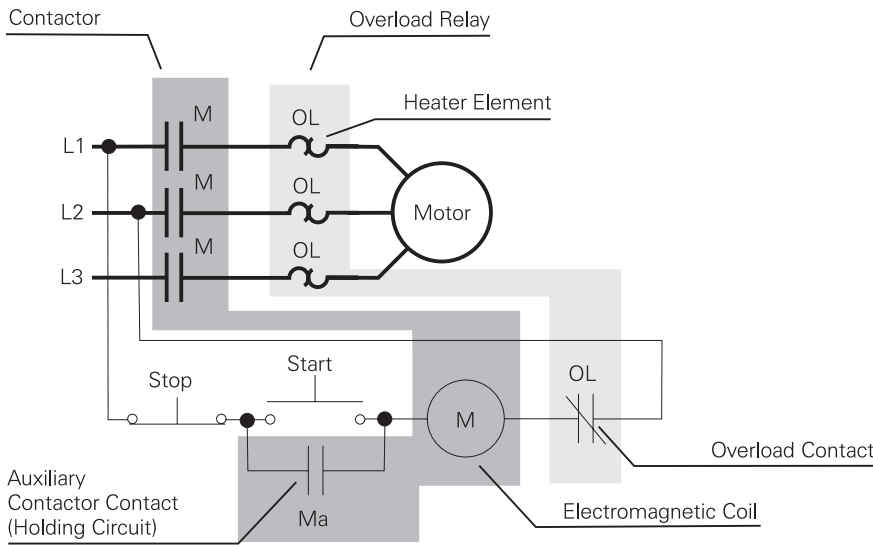 Contactor
Overload Relay
Heater Element
M
OL
L1
M
OL
L2
Motor
M
OL
L3
Stop
Start
OL
M
Overload Contact
Auxiliary
Contactor Contact
(Holding Circuit)
Ma
Electromagnetic Coil